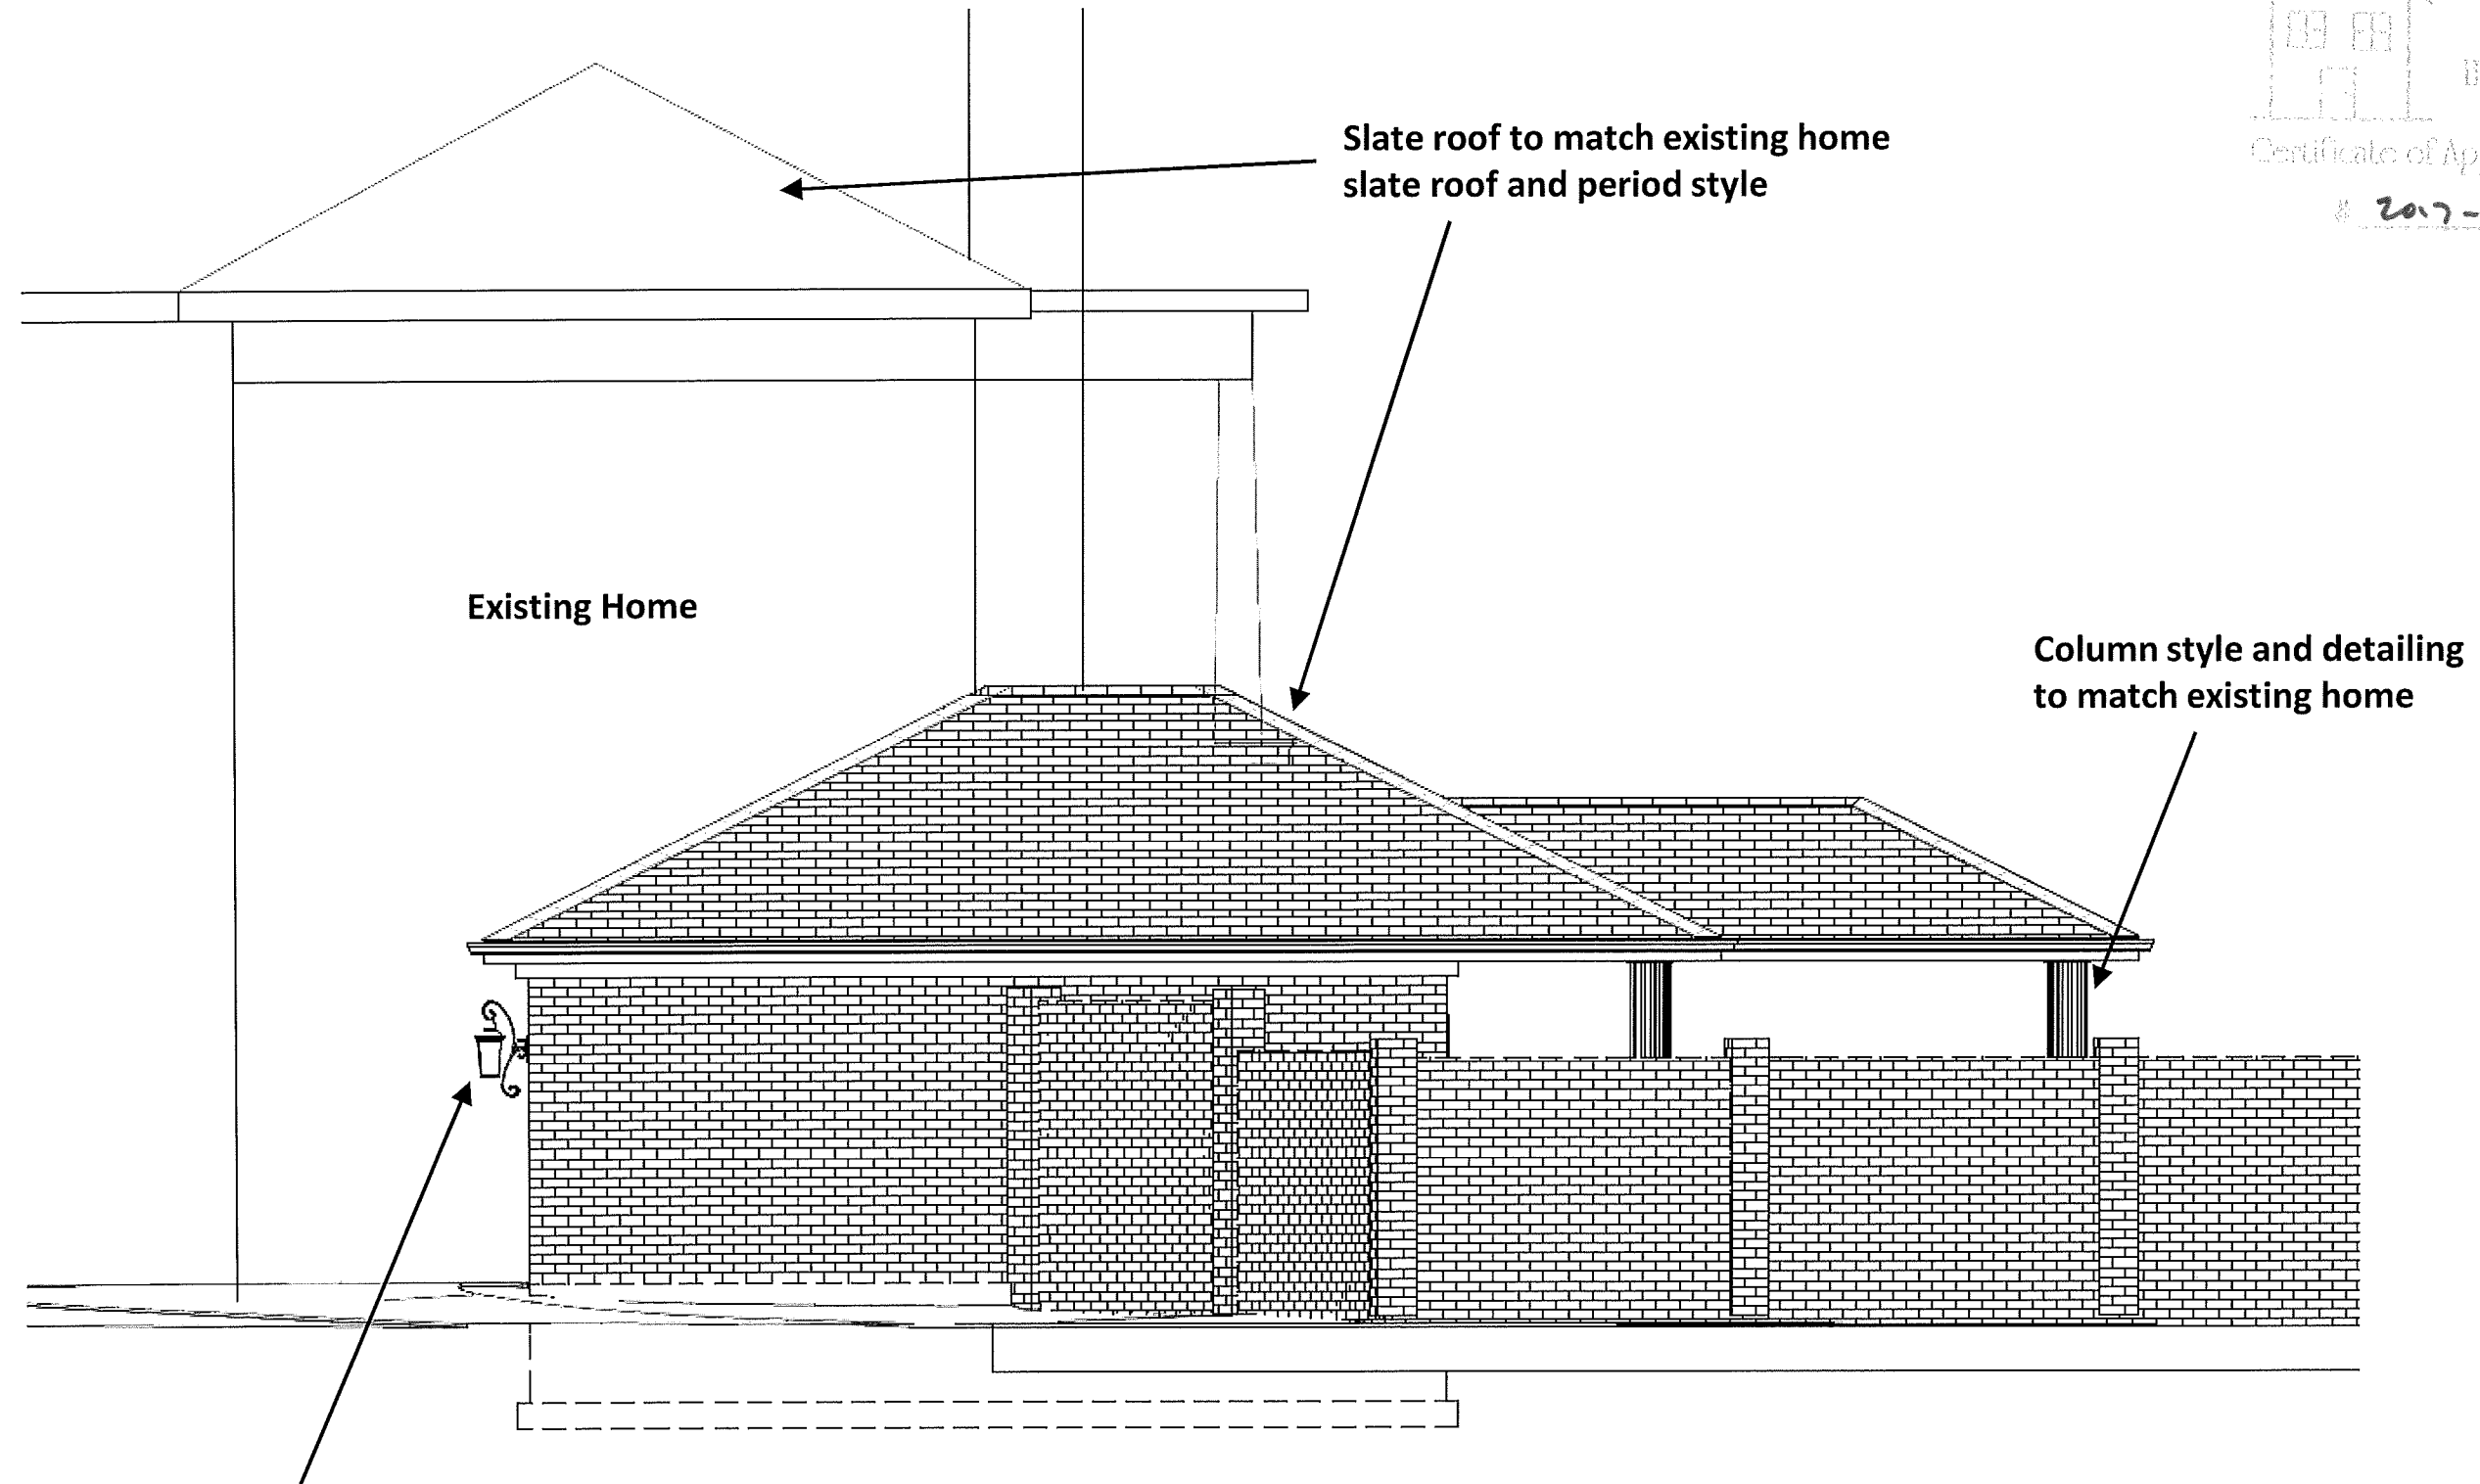 Certificate of
# 2017-
Slate roof to match existing home
slate roof and period style
Existing Home
Column style and detailing
to match existing home